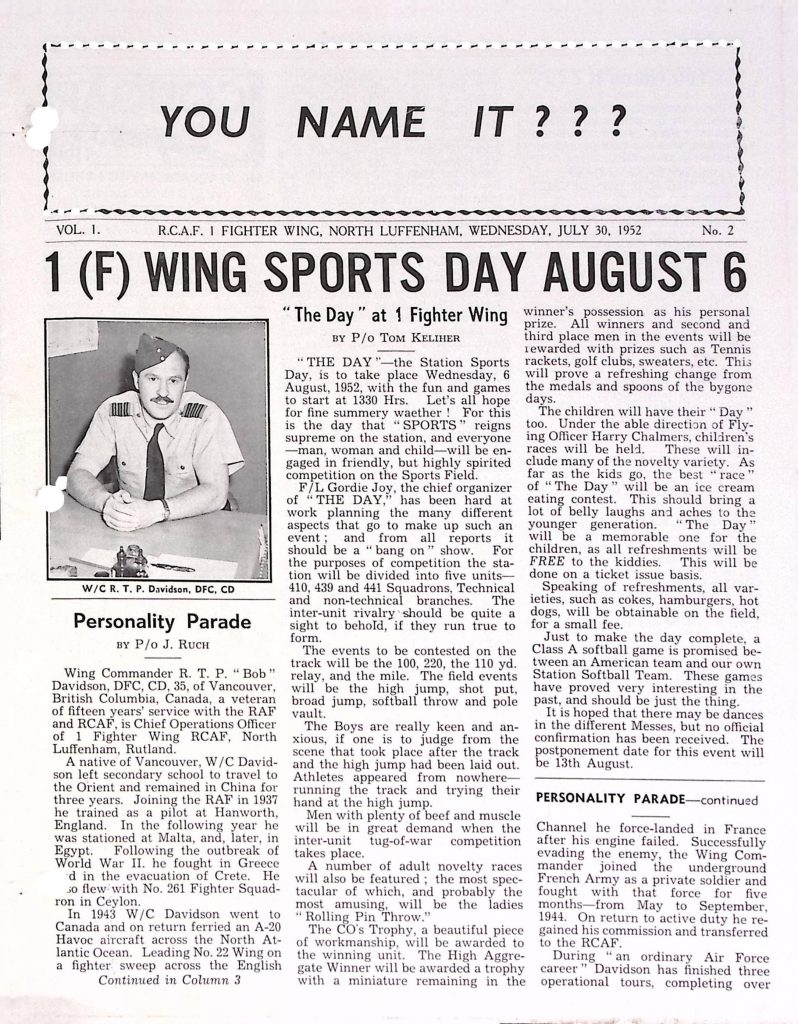 YOU NAME IT ? ? ?
VOL. 1.
R.C.A.F. 1 FIGHTER WING, NORTH LUFFENHAM, WEDNESDAY, JULY 30, 1952
No. 2
1 (F) WING SPORTS DAY AUGUST 6
W/C R. T. P. Davidson, DFC, CD
Personality Parade
BY P/o J. RUCH
Wing Commander R. T. P. "Bob"
Davidson, DFC, CD, 35, of Vancouver,
British Columbia, Canada, a veteran
of fifteen years' service with the RAF
and RCAF, is Chief Operations Officer
of 1 Fighter Wing RCAF, North
Luffenham, Rutland.
A native of Vancouver, W/C David-
son left secondary school to travel to
the Orient and remained in China for
three years. Joining the RAF in 1937
he trained as a pilot at Hanworth,
England. In the following year he
was stationed at Malta, and, later, in
Egypt. Following the outbreak of
World War II. he fought in Greece
d in the evacuation of Crete. He
so flew with No. 261 Fighter Squad-
ron in Ceylon.
In 1943 W/C Davidson went to
Canada and on return ferried an A-20
Havoc aircraft across the North At-
lantic Ocean. Leading No. 22 Wing on
a fighter sweep across the English
Continued in Column 3
"The Day" at 1 Fighter Wing
BY P/o TOM KELIHER
"THE DAY"—the Station Sports
Day, is to take place Wednesday, 6
August, 1952, with the fun and games
to start at 1330 Hrs. Let's all hope
for fine summery waether ! For this
is the day that "SPORTS" reigns
supreme on the station, and everyone
—man, woman and child—will be en-
gaged in friendly, but highly spirited
competition on the Sports Field.
F/L Gordie Joy, the chief organizer
of "THE DAY," has been hard at
work planning the many different
aspects that go to make up such an
event ; and from all reports it
should be a "bang on" show. For
the purposes of competition the sta-
tion will be divided into five units—
410, 439 and 441 Squadrons, Technical
and non-technical branches. The
inter-unit rivalry should be quite a
sight to behold, if they run true to
form.
The events to be contested on the
track will be the 100, 220, the 110 yd.
relay, and the mile. The field events
will be the high jump, shot put,
broad jump, softball throw and pole
vault.
The Boys are really keen and an-
xious, if one is to judge from the
scene that took place after the track
and the high jump had been laid out.
Athletes appeared from nowhere—
running the track and trying their
hand at the high jump.
Men with plenty of beef and muscle
will be in great demand when the
inter-unit tug-of-war competition
takes place.
A number of adult novelty races
will also be featured ; the most spec-
tacular of which, and probably the
most amusing, will be the ladies
"Rolling Pin Throw."
The CO's Trophy, a beautiful piece
of workmanship, will be awarded to
the winning unit. The High Aggre-
gate Winner will be awarded a trophy
with a miniature remaining in the
winner's possession as his personal
prize. All winners and second and
third place men in the events will be
rewarded with prizes such as Tennis
rackets, golf clubs, sweaters, etc. This
will prove a refreshing change from
the medals and spoons of the bygone
days.
The children will have their "Day"
too. Under the able direction of Fly-
ing Officer Harry Chalmers, children's
races will be held. These will in-
clude many of the novelty variety. As
far as the kids go, the best "race"
of "The Day" will be an ice cream
eating contest. This should bring a
lot of belly laughs and aches to the
younger generation. "The Day"
will be a memorable one for the
children, as all refreshments will be
FREE to the kiddies. This will be
done on a ticket issue basis.
Speaking of refreshments, all var-
ieties, such as cokes, hamburgers, hot
dogs, will be obtainable on the field,
for a small fee.
Just to make the day complete, a
Class A softball game is promised be-
tween an American team and our own
Station Softball Team. These games
have proved very interesting in the
past, and should be just the thing.
It is hoped that there may be dances
in the different Messes, but no official
confirmation has been received. The
postponement date for this event will
be 13th August.
PERSONALITY PARADE—continued
Channel he force-landed in France
after his engine failed. Successfully
evading the enemy, the Wing Com-
mander joined the underground
French Army as a private soldier and
fought with that force for five
months—from May to September,
1944. On return to active duty he re-
gained his commission and transferred
to the RCAF.
During "an ordinary Air Force
career" Davidson has finished three
operational tours, completing over